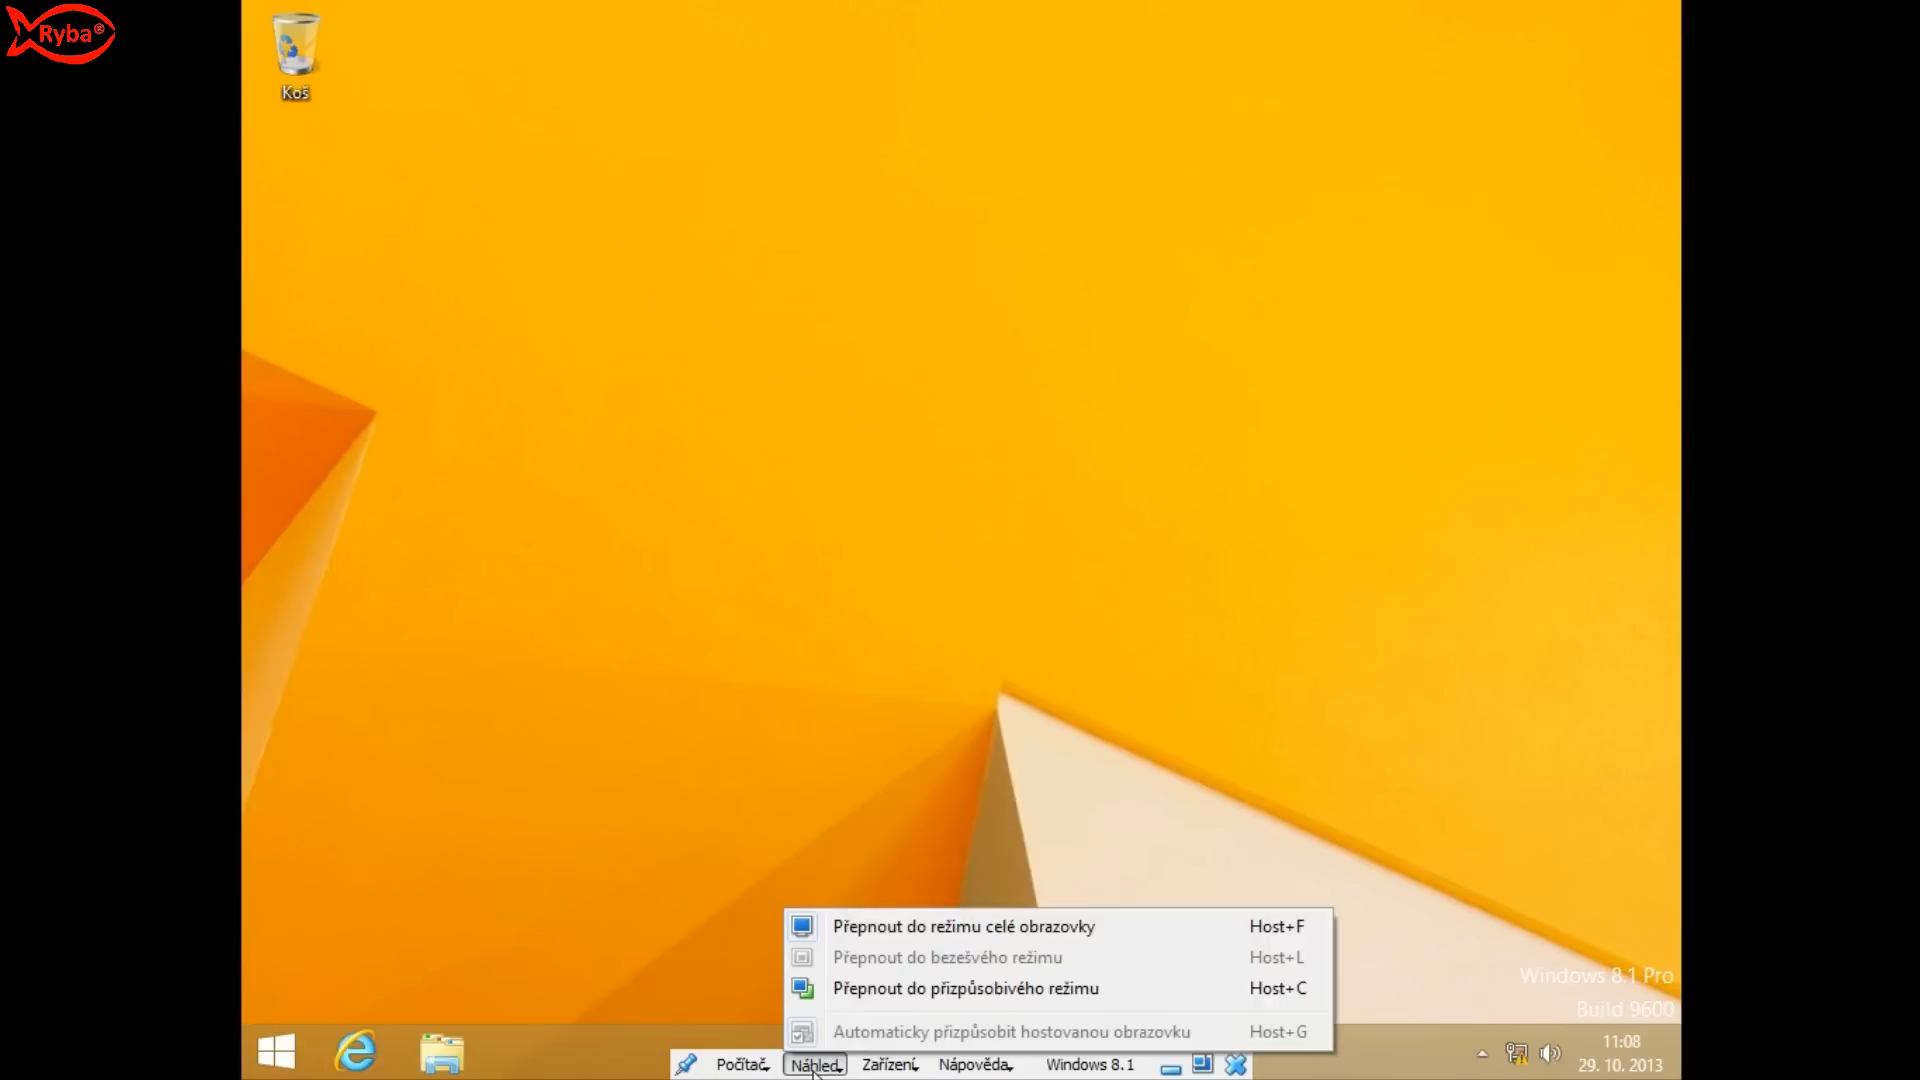 Ryba®
Koš
Přepnout do režimu celé obrazovky Host+F
Přepnout do bezešvého režimu Host+L
Přepnout do přizpůsobivého režimu Host+C
Automaticky přizpůsobit hostovanou obrazovku Host+G
Windows 8.1 Pro
Build 9600
Počítač Náhled Zařízení Nápověda Windows 8.1
11:08
29. 10. 2013